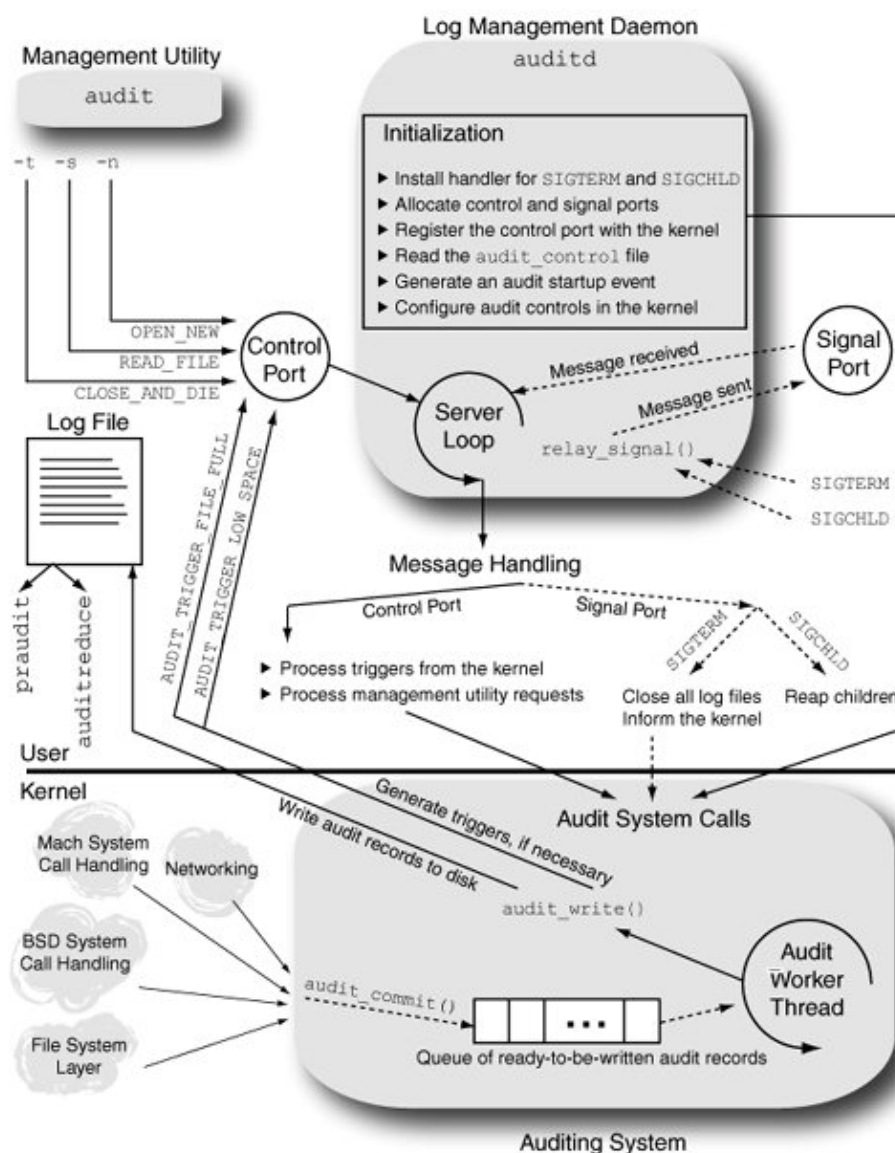 Log Management Daemon
auditd
Management Utility
audit
-t -s -n
Initialization
▶ Install handler for SIGTERM and SIGCHLD
▶ Allocate control and signal ports
▶ Register the control port with the kernel
▶ Read the audit_control file
▶ Generate an audit startup event
▶ Configure audit controls in the kernel
OPEN_NEW
READ_FILE
CLOSE_AND_DIE
Control
Port
Message received
Signal
Port
Server
Loop
Message sent
relay_signal()
SIGTERM
SIGCHLD
Log File
praudit
auditreduce
AUDIT_TRIGGER_FILE_FULL
AUDIT TRIGGER LOW SPACE
Message Handling
Control Port
Signal Port
▶ Process triggers from the kernel
▶ Process management utility requests
SIGTERM
SIGCHLD
Close all log files
Inform the kernel
Reap children
User
Kernel
Generate triggers, if necessary
Write audit records to disk
Audit System Calls
Mach System
Call Handling
Networking
BSD System
Call Handling
File System
Layer
audit_write()
audit_commit()
Audit
Worker
Thread
Queue of ready-to-be-written audit records
Auditing System